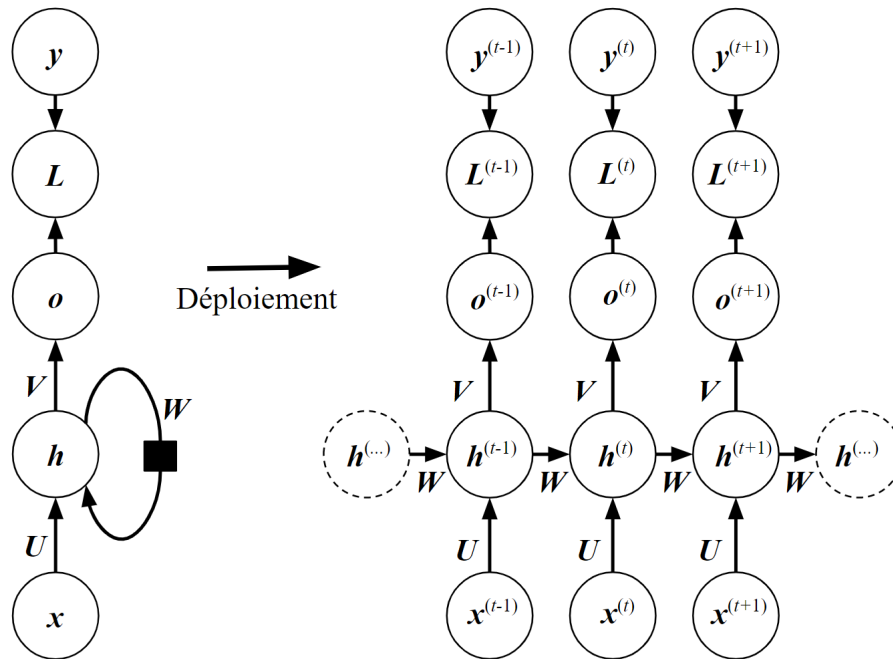 y y^(t-1) y^(t) y^(t+1)
L L^(t-1) L^(t) L^(t+1)
o o^(t-1) o^(t) o^(t+1)
Déploiement
V V V V
W
h h^(...) h^(t-1) h^(t) h^(t+1) h^(...)
W W W W
U U U U
x x^(t-1) x^(t) x^(t+1)